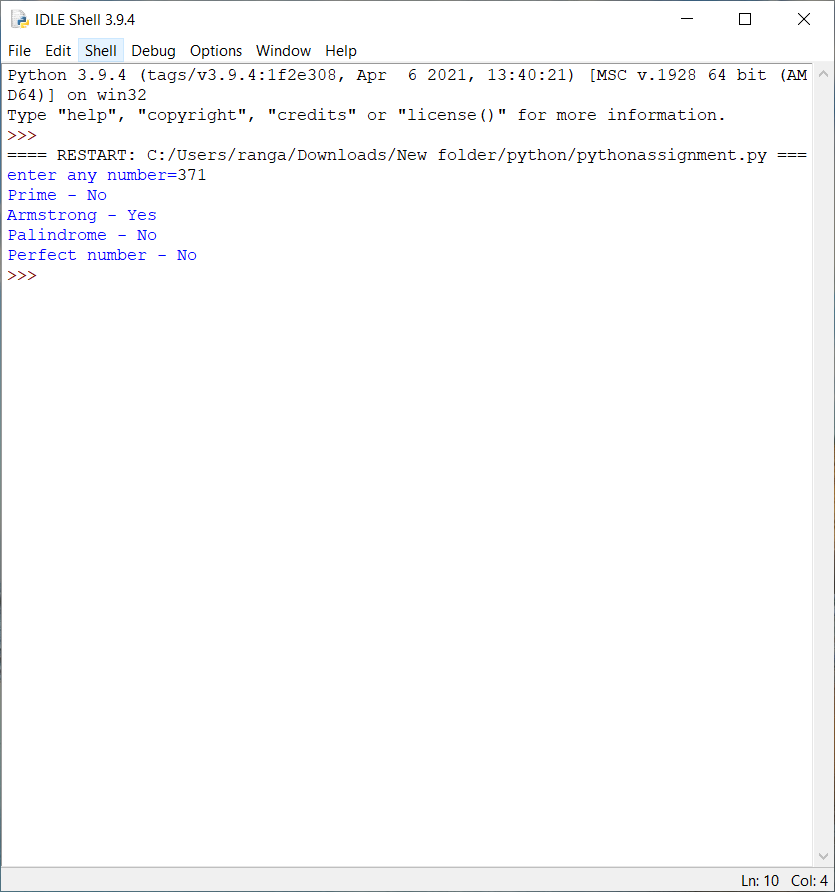 IDLE Shell 3.9.4
File Edit Shell Debug Options Window Help
Python 3.9.4 (tags/v3.9.4:1f2e308, Apr  6 2021, 13:40:21) [MSC v.1928 64 bit (AM
D64)] on win32
Type "help", "copyright", "credits" or "license()" for more information.
>>>
==== RESTART: C:/Users/ranga/Downloads/New folder/python/pythonassignment.py ===
enter any number=371
Prime - No
Armstrong - Yes
Palindrome - No
Perfect number - No
>>>
Ln: 10 Col: 4